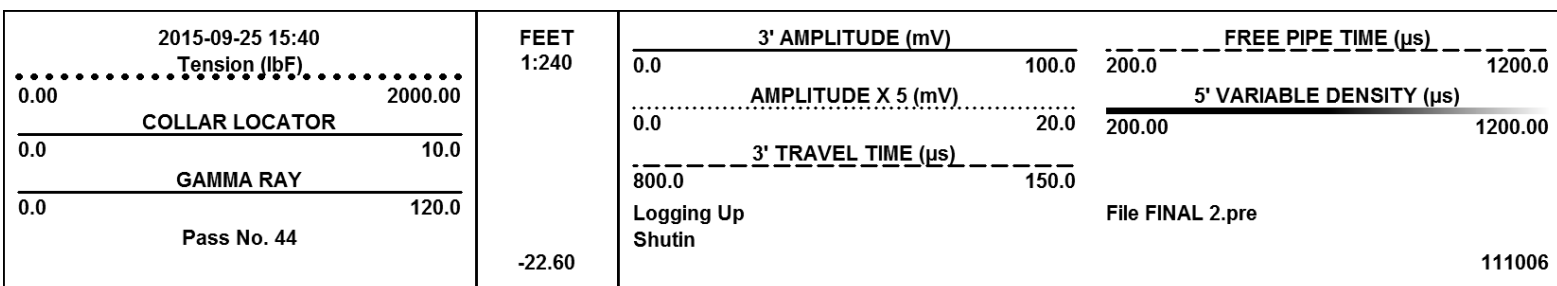 2015-09-25 15:40
Tension (lbF)
0.00 2000.00
COLLAR LOCATOR
0.0 10.0
GAMMA RAY
0.0 120.0
Pass No. 44
FEET
1:240
-22.60
3' AMPLITUDE (mV)
0.0 100.0
AMPLITUDE X 5 (mV)
0.0 20.0
3' TRAVEL TIME (µs)
800.0 150.0
Logging Up
Shutin
FREE PIPE TIME (µs)
200.0 1200.0
5' VARIABLE DENSITY (µs)
200.00 1200.00
File FINAL 2.pre
111006